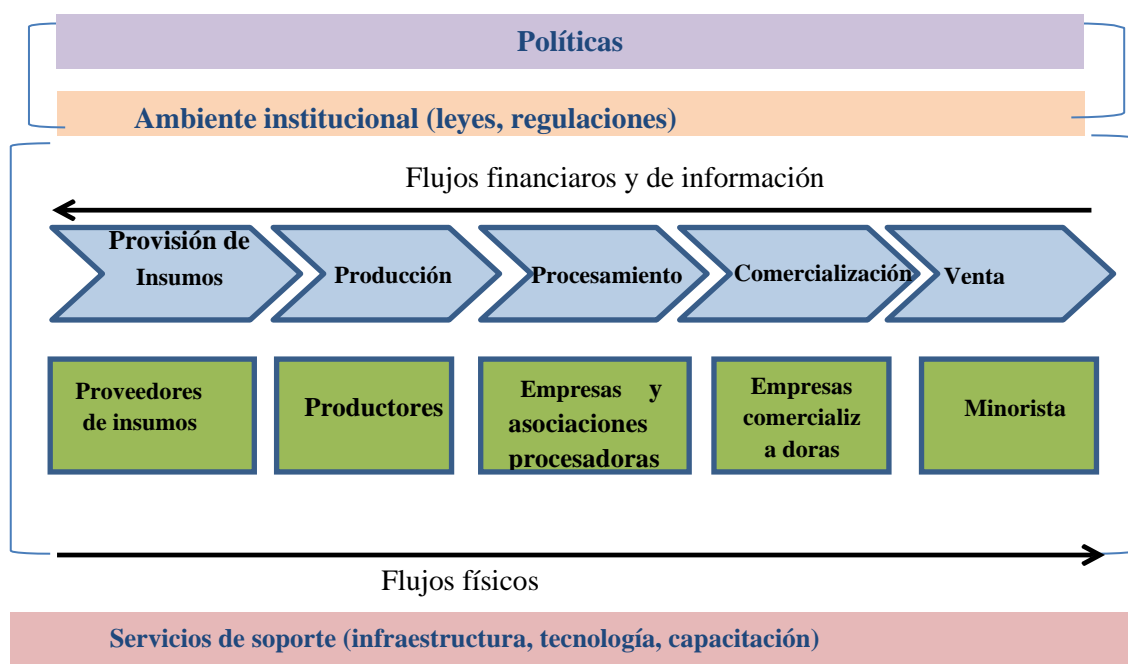 Políticas
Ambiente institucional (leyes, regulaciones)
Flujos financiaros y de información
Provisión de
Insumos
Producción
Procesamiento
Comercialización
Venta
Proveedores
de insumos
Productores
Empresas y
asociaciones
procesadoras
Empresas
comercializ
a doras
Minorista
Flujos físicos
Servicios de soporte (infraestructura, tecnología, capacitación)